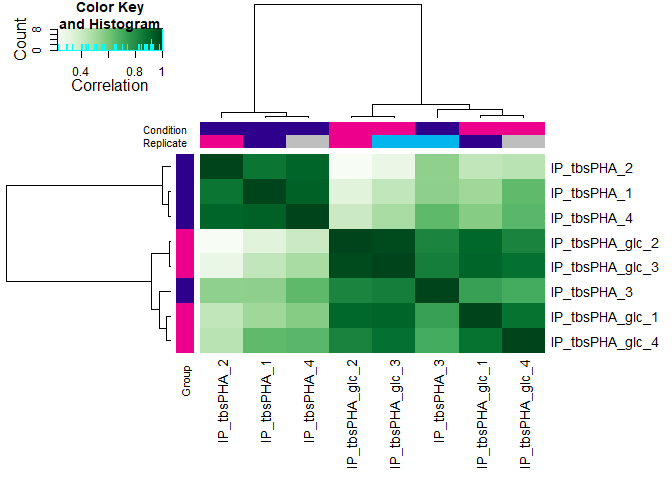 Color Key
and Histogram
Count
0
8
0.4
0.8
1
Correlation
Condition
Replicate
IP_tbsPHA_2
IP_tbsPHA_1
IP_tbsPHA_4
IP_tbsPHA_glc_2
IP_tbsPHA_glc_3
IP_tbsPHA_3
IP_tbsPHA_glc_1
IP_tbsPHA_glc_4
Group
IP_tbsPHA_2
IP_tbsPHA_1
IP_tbsPHA_4
IP_tbsPHA_glc_2
IP_tbsPHA_glc_3
IP_tbsPHA_3
IP_tbsPHA_glc_1
IP_tbsPHA_glc_4